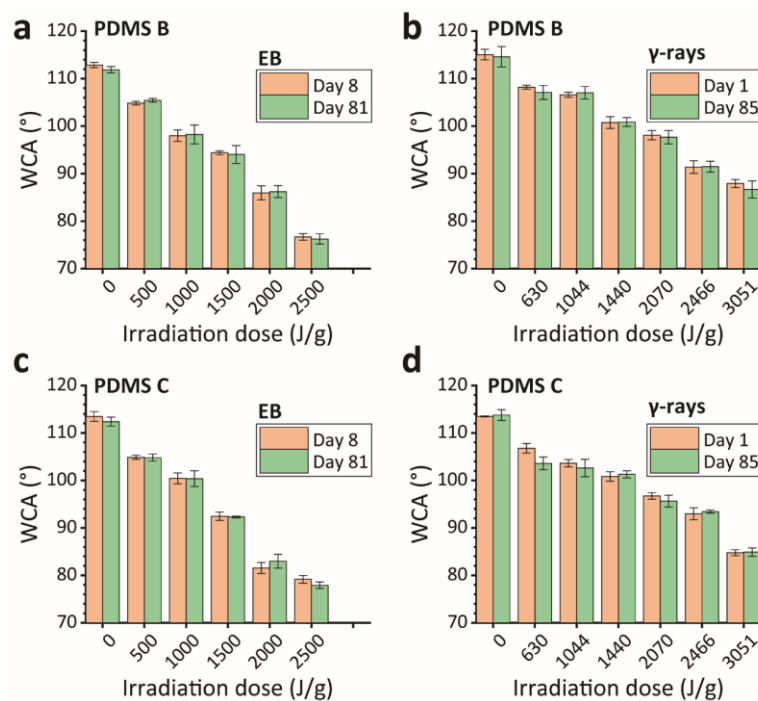 a PDMS B
EB
Day 8
Day 81
WCA (°)
120
110
100
90
80
70
0 500 1000 1500 2000 2500
Irradiation dose (J/g)
b PDMS B
γ-rays
Day 1
Day 85
WCA (°)
120
110
100
90
80
70
0 630 1044 1440 2070 2466 3051
Irradiation dose (J/g)
c PDMS C
EB
Day 8
Day 81
WCA (°)
120
110
100
90
80
70
0 500 1000 1500 2000 2500
Irradiation dose (J/g)
d PDMS C
γ-rays
Day 1
Day 85
WCA (°)
120
110
100
90
80
70
0 630 1044 1440 2070 2466 3051
Irradiation dose (J/g)